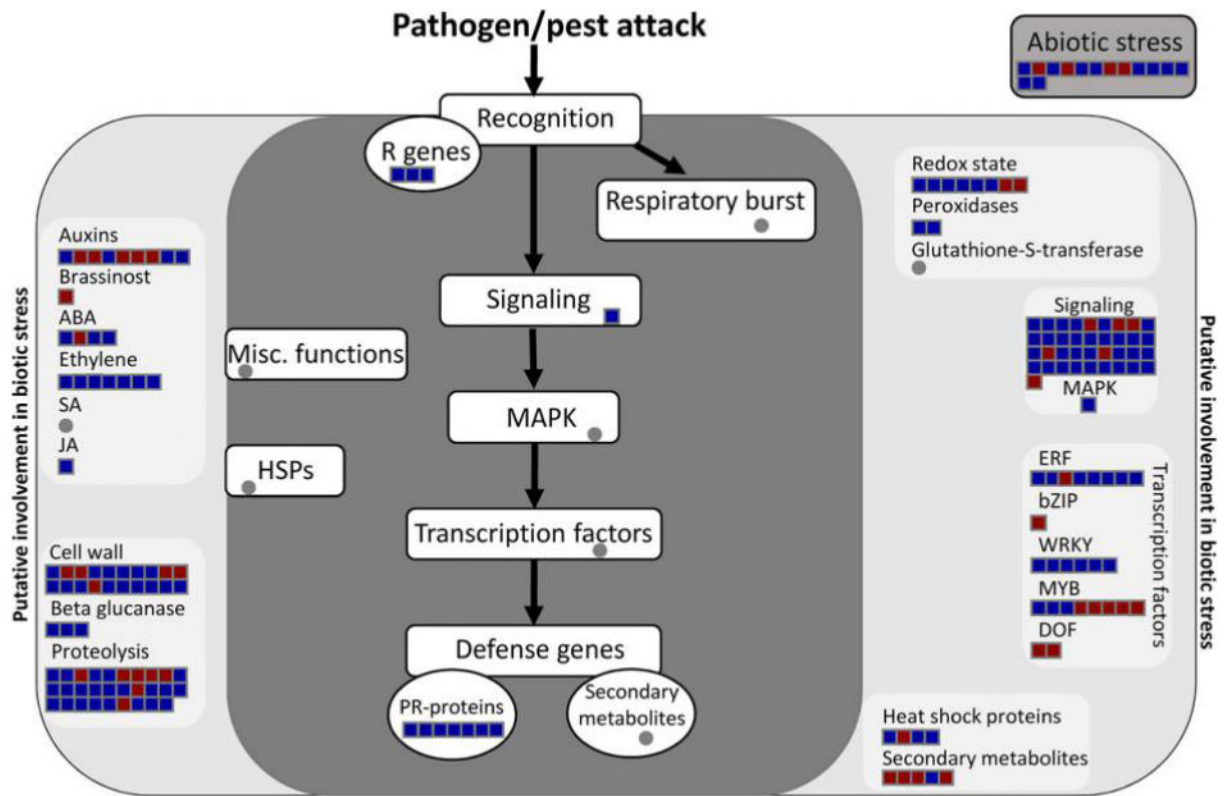 Pathogen/pest attack
Abiotic stress
Recognition
R genes
Respiratory burst
Signaling
Misc. functions
MAPK
HSPs
Transcription factors
Defense genes
PR-proteins
Secondary
metabolites
Putative involvement in biotic stress
Auxins
Brassinost
ABA
Ethylene
SA
JA
Cell wall
Beta glucanase
Proteolysis
Redox state
Peroxidases
Glutathione-S-transferase
Signaling
MAPK
ERF
bZIP
WRKY
MYB
DOF
Transcription factors
Heat shock proteins
Secondary metabolites
Putative involvement in biotic stress